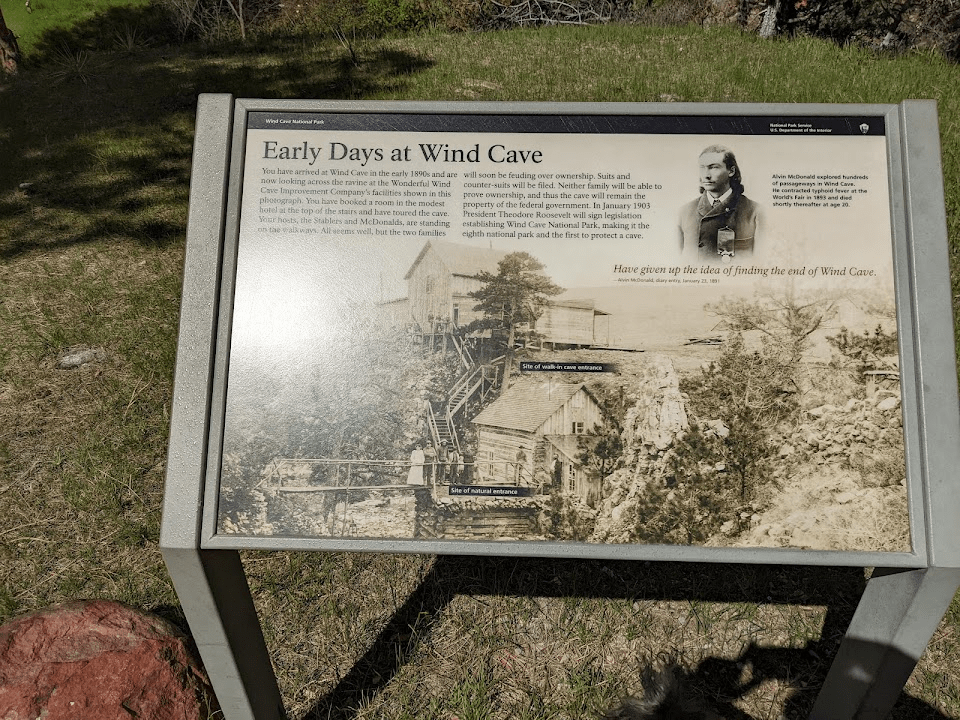 Wind Cave National Park
National Park Service
U.S. Department of the Interior
Early Days at Wind Cave
You have arrived at Wind Cave in the early 1890s and are
now looking across the ravine at the Wonderful Wind
Cave Improvement Company's facilities shown in this
photograph. You have booked a room in the modest
hotel at the top of the stairs and have toured the cave.
Your hosts, the Stablers and McDonalds, are standing
on the walkways. All seems well, but the two families
will soon be feuding over ownership. Suits and
counter-suits will be filed. Neither family will be able to
prove ownership, and thus the cave will remain the
property of the federal government. In January 1903
President Theodore Roosevelt will sign legislation
establishing Wind Cave National Park, making it the
eighth national park and the first to protect a cave.
Alvin McDonald explored hundreds
of passageways in Wind Cave.
He contracted typhoid fever at the
World's Fair in 1893 and died
shortly thereafter at age 20.
Have given up the idea of finding the end of Wind Cave.
– Alvin McDonald, diary entry, January 23, 1891
Site of walk-in cave entrance
Site of natural entrance